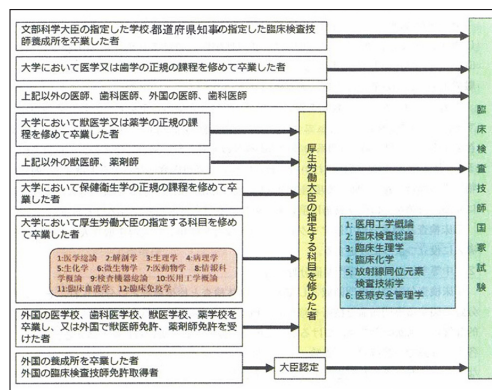 文部科学大臣の指定した学校､都道府県知事の指定した臨床検査技
師養成所を卒業した者
大学において医学又は歯学の正規の課程を修めて卒業した者
上記以外の医師、歯科医師、外国の医師、歯科医師
大学において獣医学又は薬学の正規の課
程を修めて卒業した者
上記以外の獣医師、薬剤師
大学において保健衛生学の正規の課程を修めて卒
業した者
大学において厚生労働大臣の指定する科目を修め
て卒業した者
1:医学総論 2:解剖学 3:生理学 4:病理学
5:生化学 6:微生物学 7:医動物学 8:情報科
学概論 9:検査機器総論 10:医用工学概論
11:臨床血液学 12:臨床免疫学
外国の医学校、歯科医学校、獣医学校、薬学校を
卒業し、又は外国で獣医師免許、薬剤師免許を受
けた者
外国の養成所を卒業した者
外国の臨床検査技師免許取得者
大臣認定
厚生労働大臣の指定する科目を修めた者
1: 医用工学概論
2: 臨床検査総論
3: 臨床生理学
4: 臨床化学
5: 放射線同位元素
検査技術学
6: 医療安全管理学
臨床検査技師国家試験